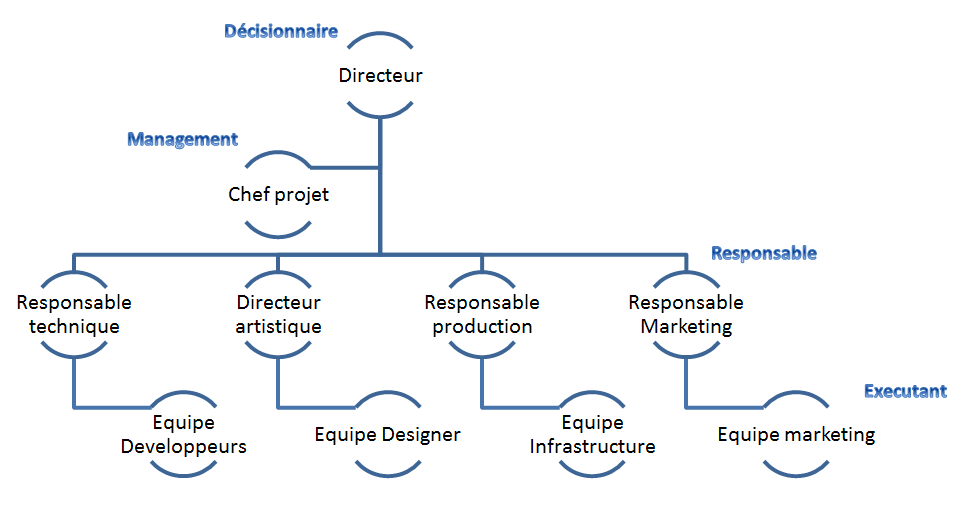 Décisionnaire
Directeur
Management
Chef projet
Responsable
Responsable
technique
Directeur
artistique
Responsable
production
Responsable
Marketing
Executant
Equipe
Developpeurs
Equipe Designer
Equipe
Infrastructure
Equipe marketing